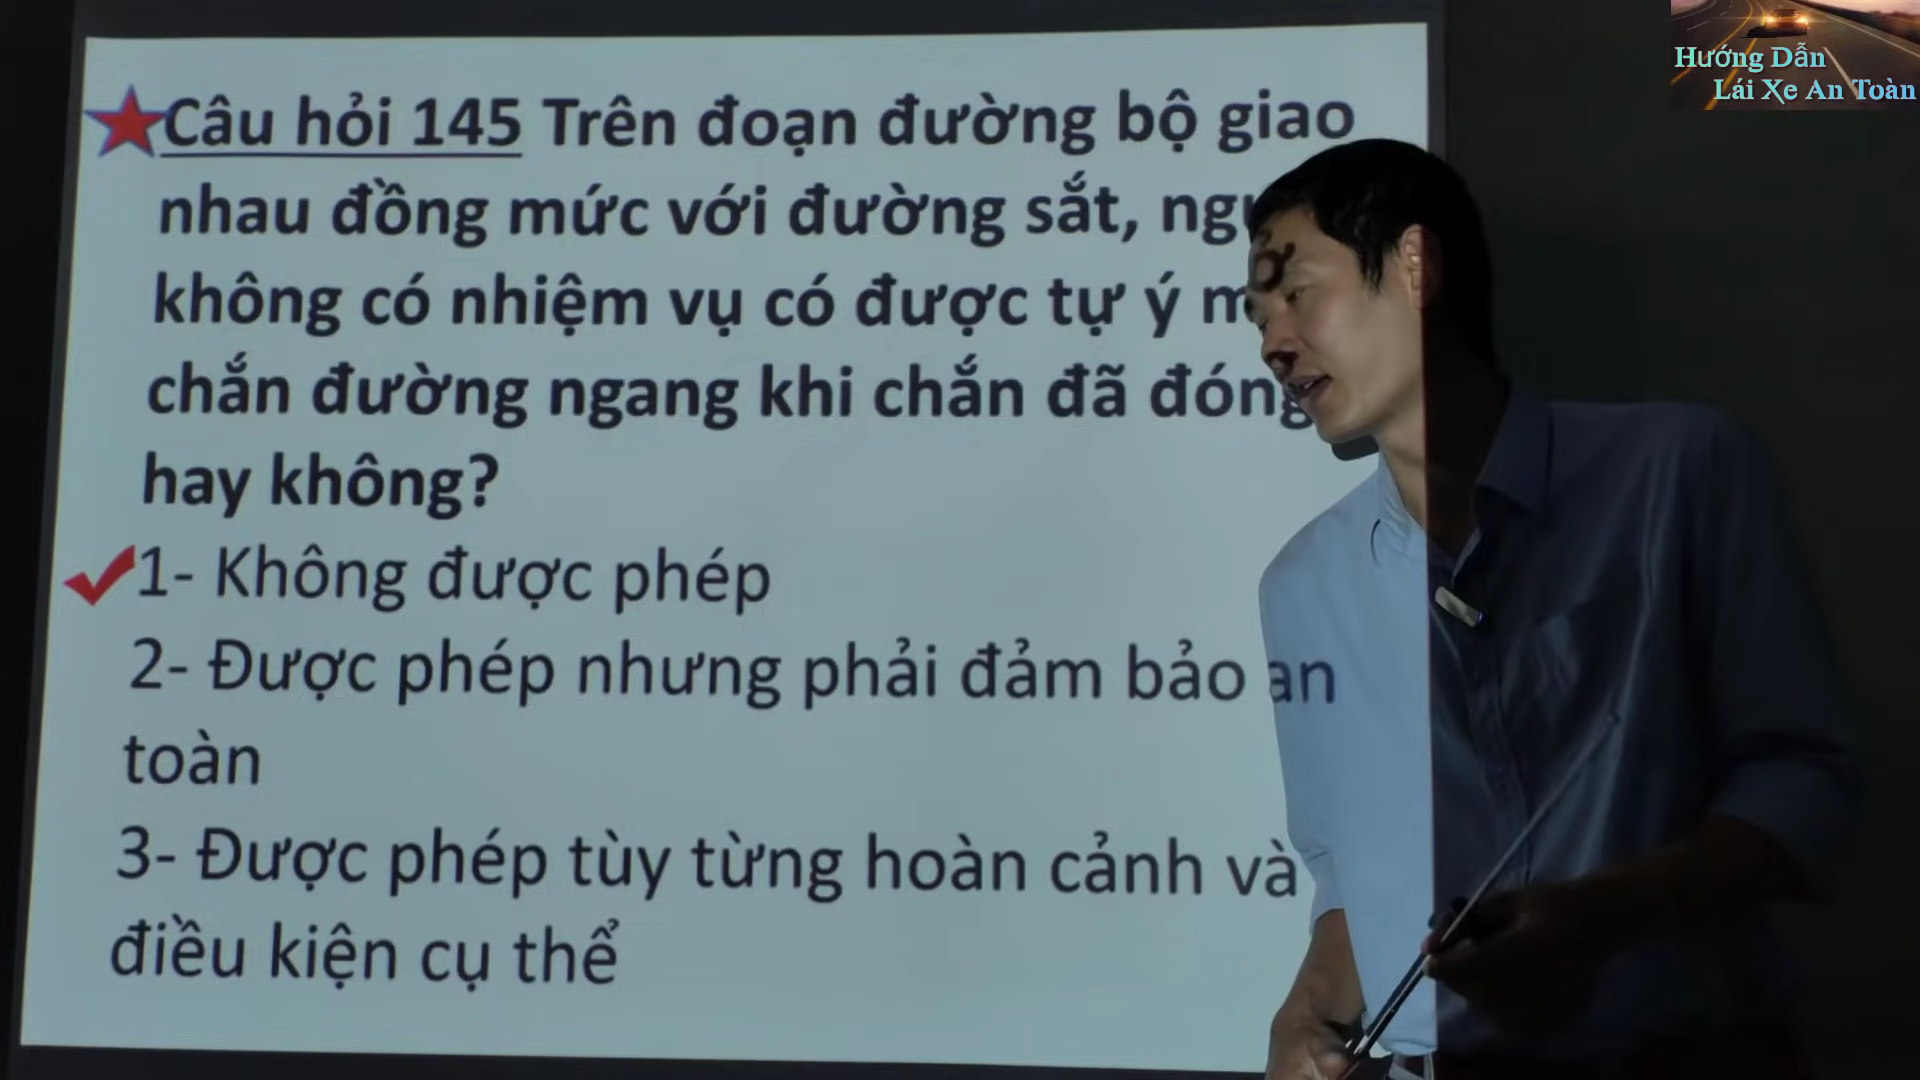 Hướng Dẫn
Lái Xe An Toàn
Câu hỏi 145 Trên đoạn đường bộ giao
nhau đồng mức với đường sắt,
không có nhiệm vụ có được tự ý
chắn đường ngang khi chắn đã đóng
hay không?
1- Không được phép
2- Được phép nhưng phải đảm bảo an
toàn
3- Được phép tùy từng hoàn cảnh và
điều kiện cụ thể